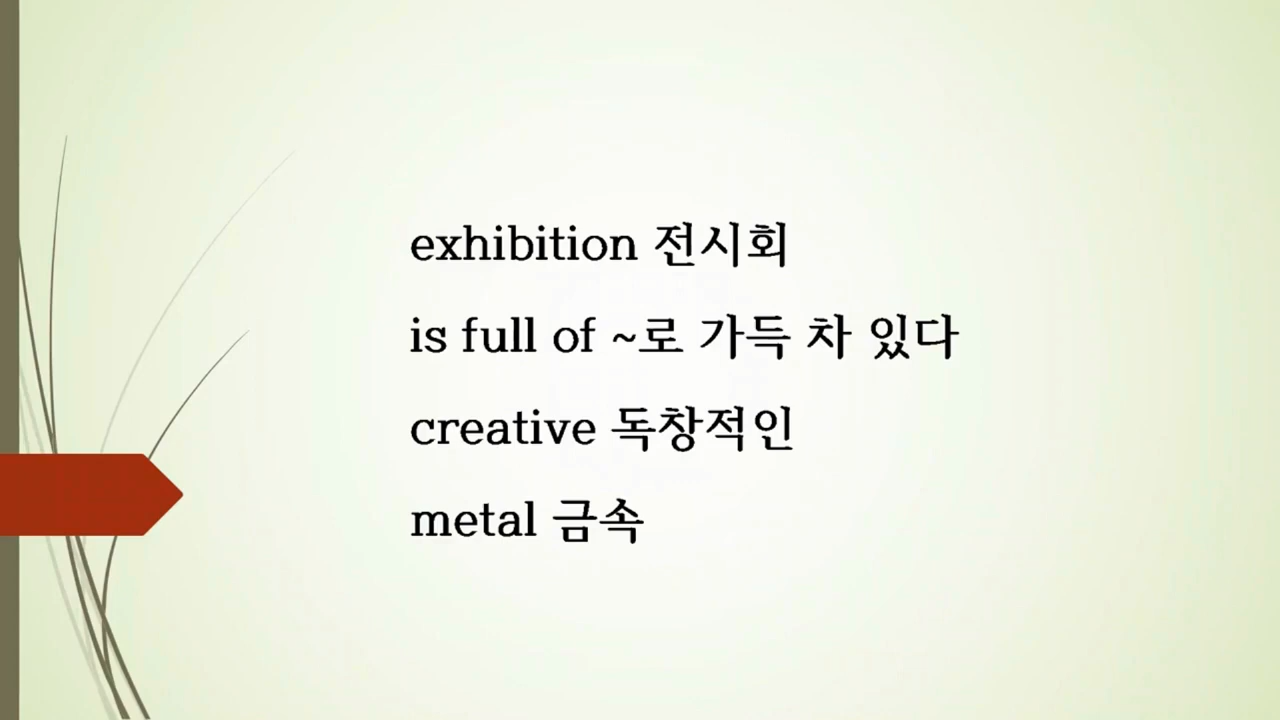 exhibition 전시회
is full of ~로 가득 차 있다
creative 독창적인
metal 금속